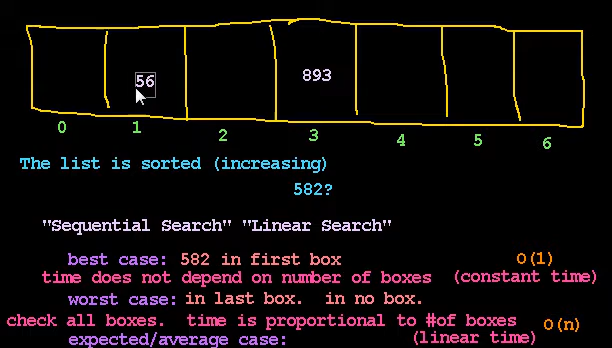 56 893
0 1 2 3 4 5 6
The list is sorted (increasing)
582?
"Sequential Search" "Linear Search"
best case: 582 in first box O(1)
time does not depend on number of boxes (constant time)
worst case: in last box. in no box.
check all boxes. time is proportional to #of boxes O(n)
expected/average case: (linear time)